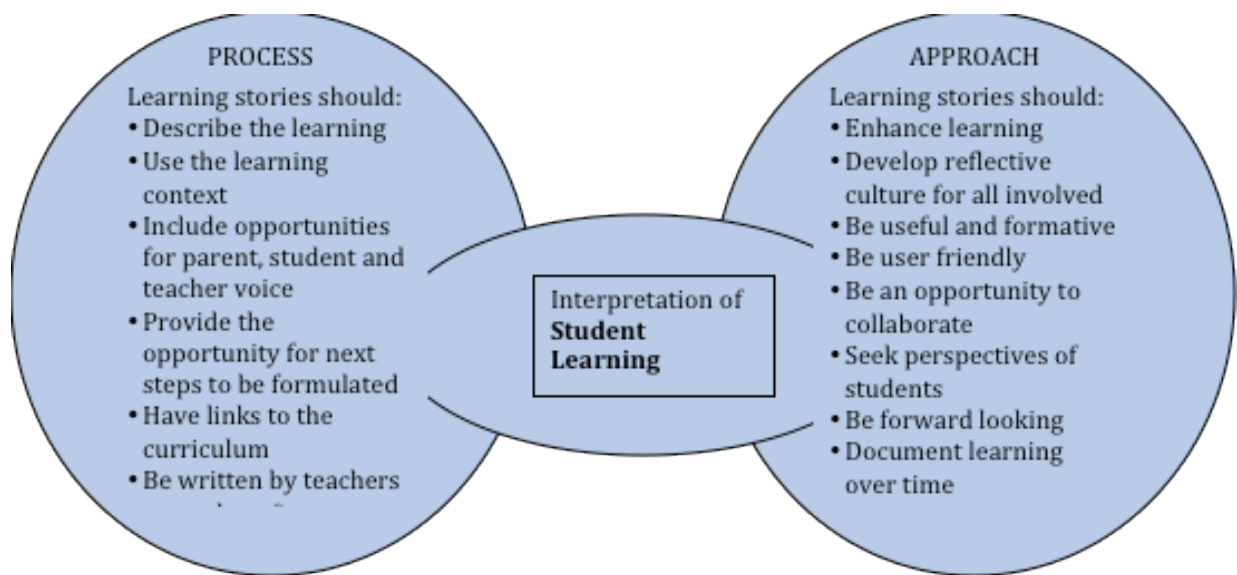 PROCESS
Learning stories should:
• Describe the learning
• Use the learning
context
• Include opportunities
for parent, student and
teacher voice
• Provide the
opportunity for next
steps to be formulated
• Have links to the
curriculum
• Be written by teachers
Interpretation of
Student
Learning
APPROACH
Learning stories should:
• Enhance learning
• Develop reflective
culture for all involved
• Be useful and formative
• Be user friendly
• Be an opportunity to
collaborate
• Seek perspectives of
students
• Be forward looking
• Document learning
over time